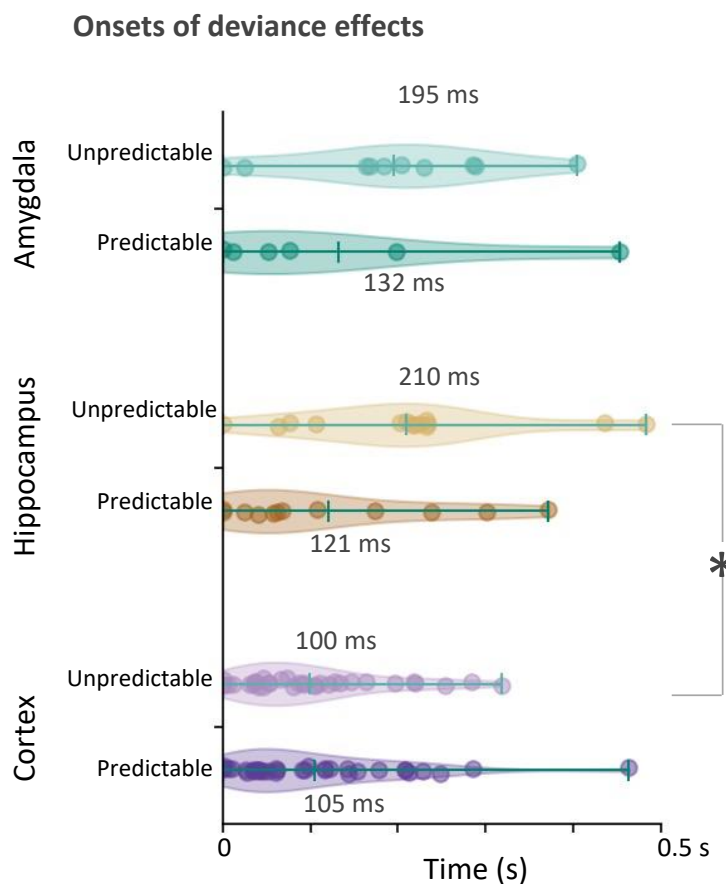 Onsets of deviance effects
195 ms
Amygdala
Unpredictable
Predictable
132 ms
210 ms
Hippocampus
Unpredictable
Predictable
121 ms
*
100 ms
Cortex
Unpredictable
Predictable
105 ms
0
0.5 s
Time (s)